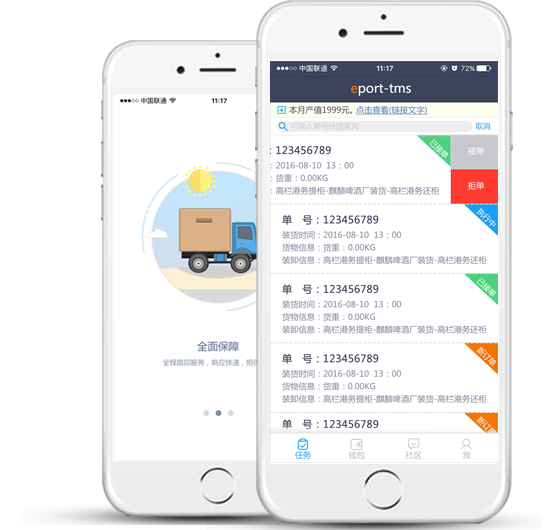 中国联通
11:17
全面保障
全程跟踪服务，响应快速，担
中国联通
11:17
72%
eport-tms
本月产值1999元, 点击查看(链接文字)
可输入单号快捷查询
取消
: 123456789
已接单
接单
: 2016-08-10 13：00
: 货重：0.00KG
拒单
: 高栏港务提柜-麒麟啤酒厂装货-高栏港务还柜
单 号：123456789
执行中
装货时间：2016-08-10 13：00
货物信息：货重：0.00KG
装卸信息：高栏港务提柜-麒麟啤酒厂装货-高栏港务还柜
单 号：123456789
已接单
装货时间：2016-08-10 13：00
货物信息：货重：0.00KG
装卸信息：高栏港务提柜-麒麟啤酒厂装货-高栏港务还柜
单 号：123456789
新订单
装货时间：2016-08-10 13：00
货物信息：货重：0.00KG
装卸信息：高栏港务提柜-麒麟啤酒厂装货-高栏港务还柜
单 号：123456789
新订单
任务
钱包
社区
我